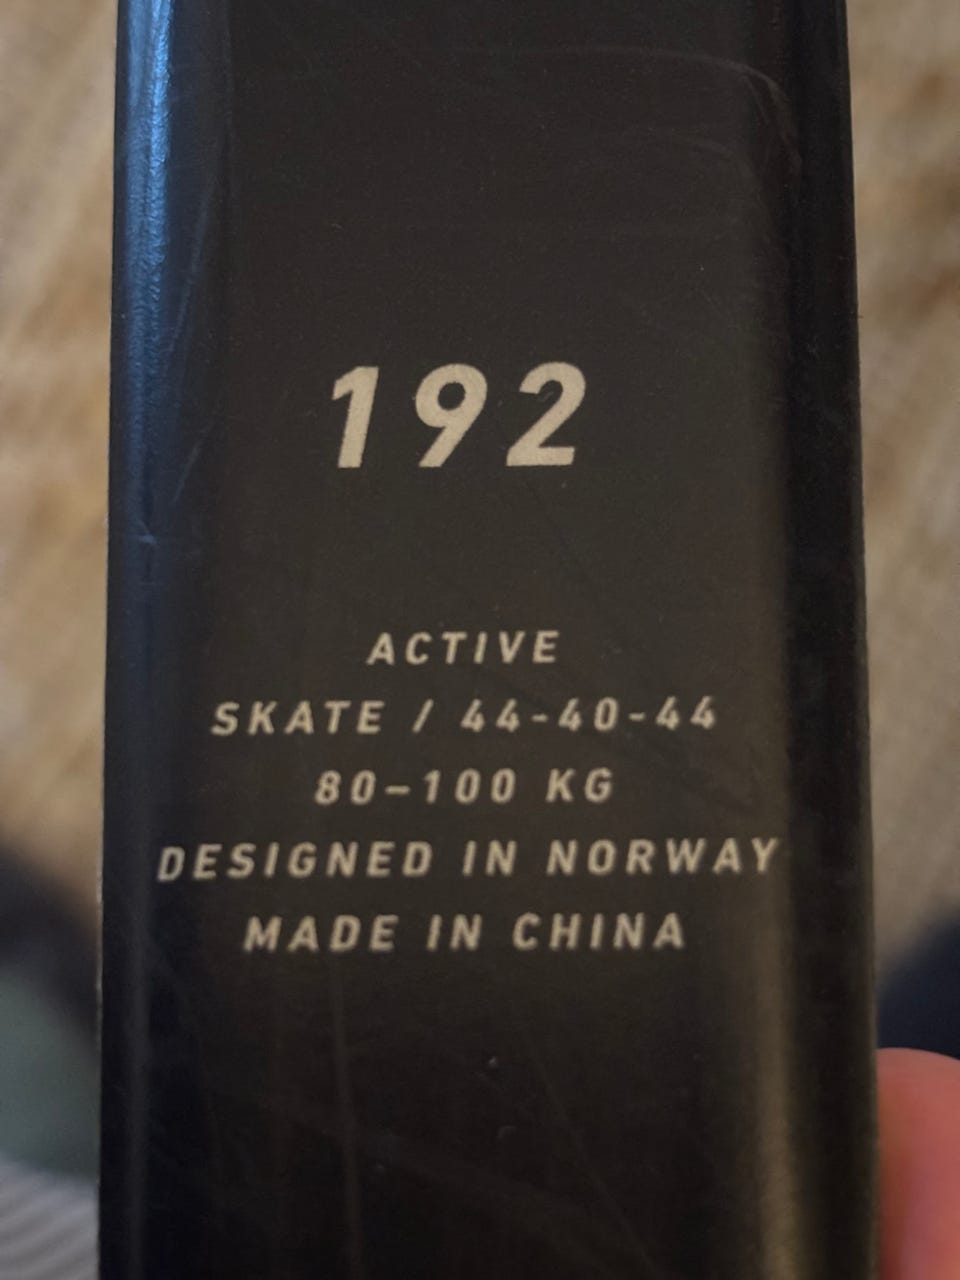 192
ACTIVE
SKATE / 44-40-44
80-100 KG
DESIGNED IN NORWAY
MADE IN CHINA